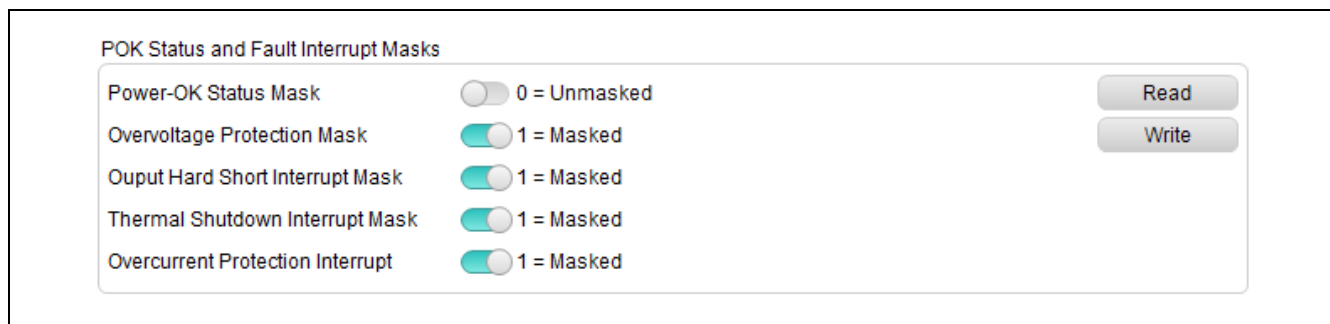 POK Status and Fault Interrupt Masks
Power-OK Status Mask 0 = Unmasked Read
Overvoltage Protection Mask 1 = Masked Write
Ouput Hard Short Interrupt Mask 1 = Masked
Thermal Shutdown Interrupt Mask 1 = Masked
Overcurrent Protection Interrupt 1 = Masked